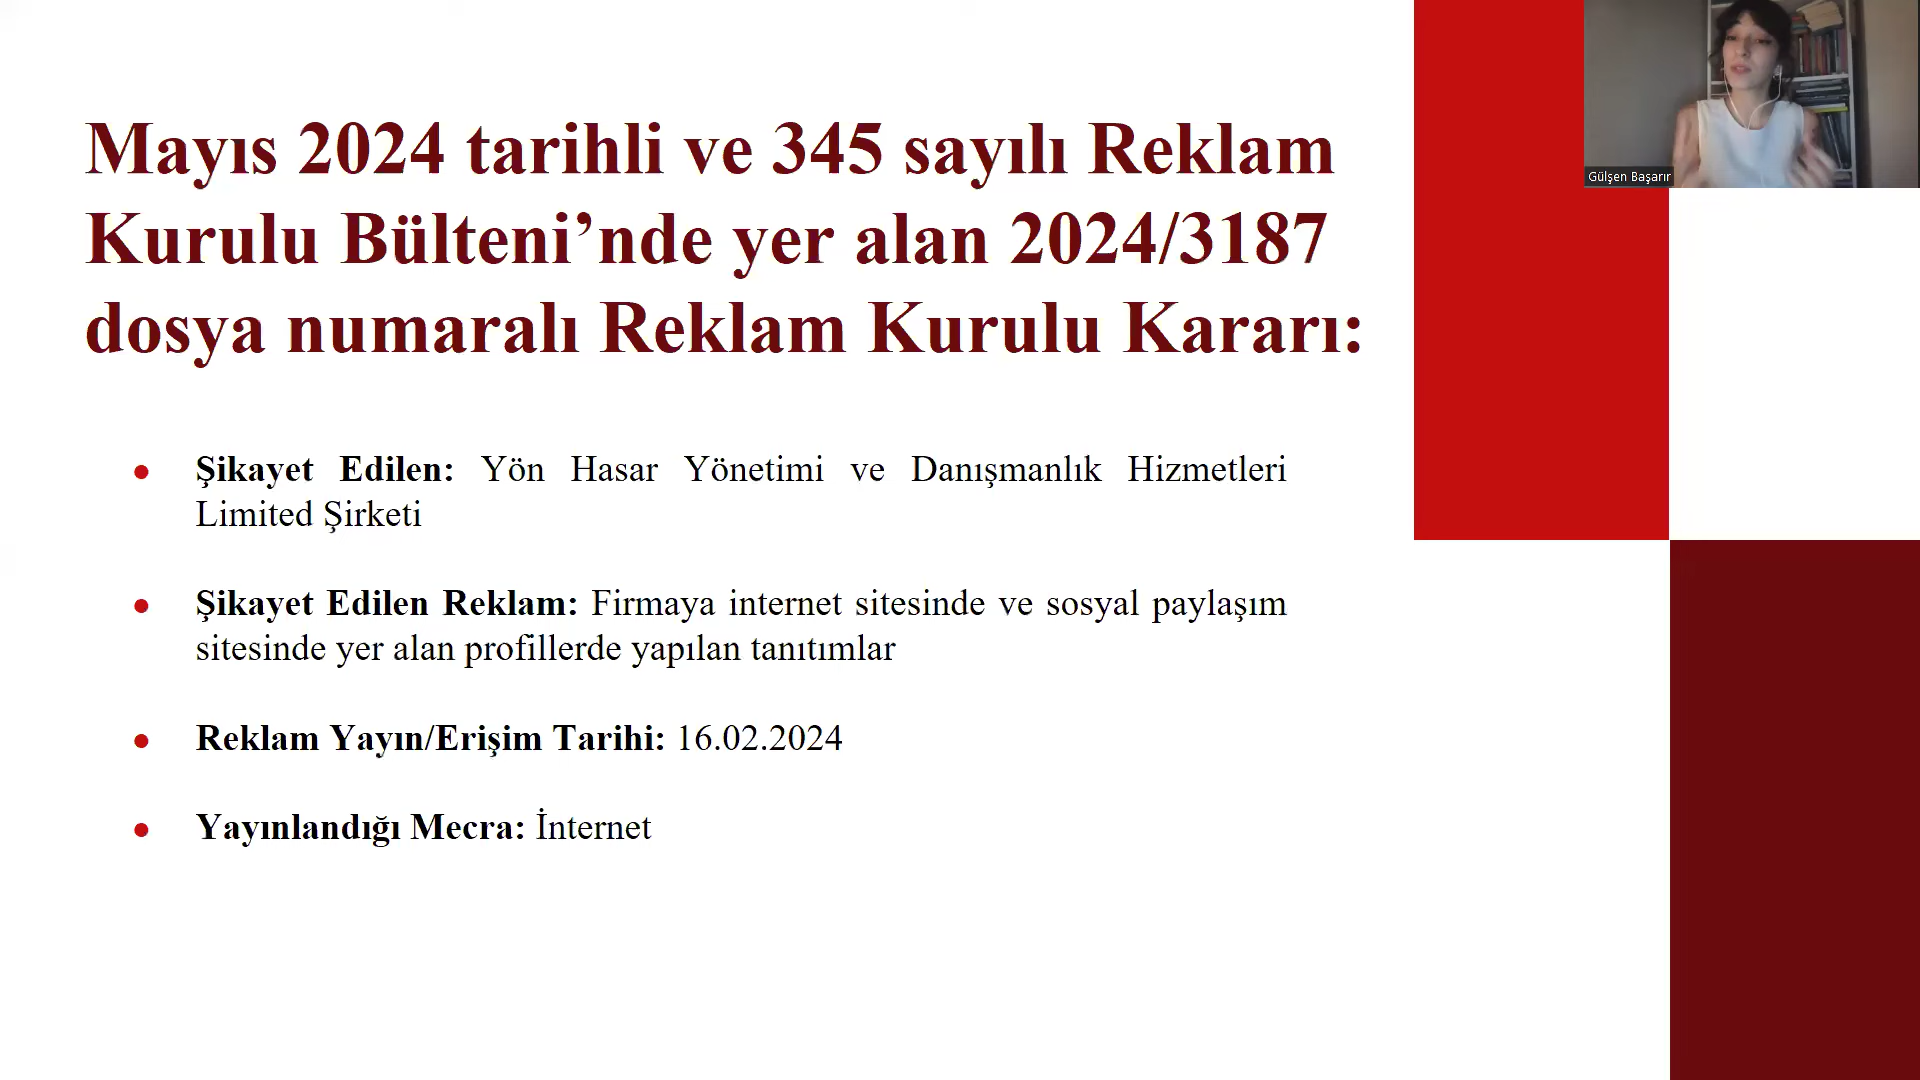 Mayıs 2024 tarihli ve 345 sayılı Reklam
Kurulu Bülteni’nde yer alan 2024/3187
dosya numaralı Reklam Kurulu Kararı:
Gülşen Başarır
● Şikayet Edilen: Yön Hasar Yönetimi ve Danışmanlık Hizmetleri
Limited Şirketi
● Şikayet Edilen Reklam: Firmaya internet sitesinde ve sosyal paylaşım
sitesinde yer alan profillerde yapılan tanıtımlar
● Reklam Yayın/Erişim Tarihi: 16.02.2024
● Yayınlandığı Mecra: İnternet